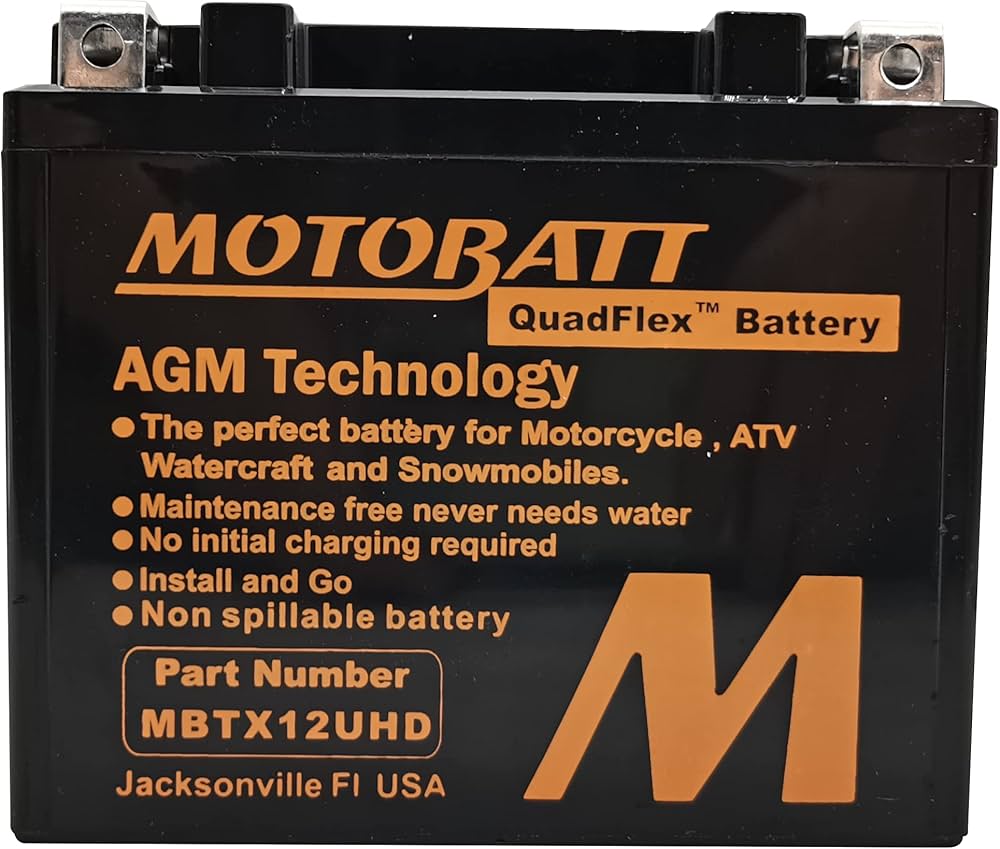 MOTOBATT
QuadFlex™ Battery
AGM Technology
● The perfect battery for Motorcycle , ATV
Watercraft and Snowmobiles.
● Maintenance free never needs water
● No initial charging required
● Install and Go
● Non spillable battery
Part Number
MBTX12UHD
Jacksonville Fl USA
M